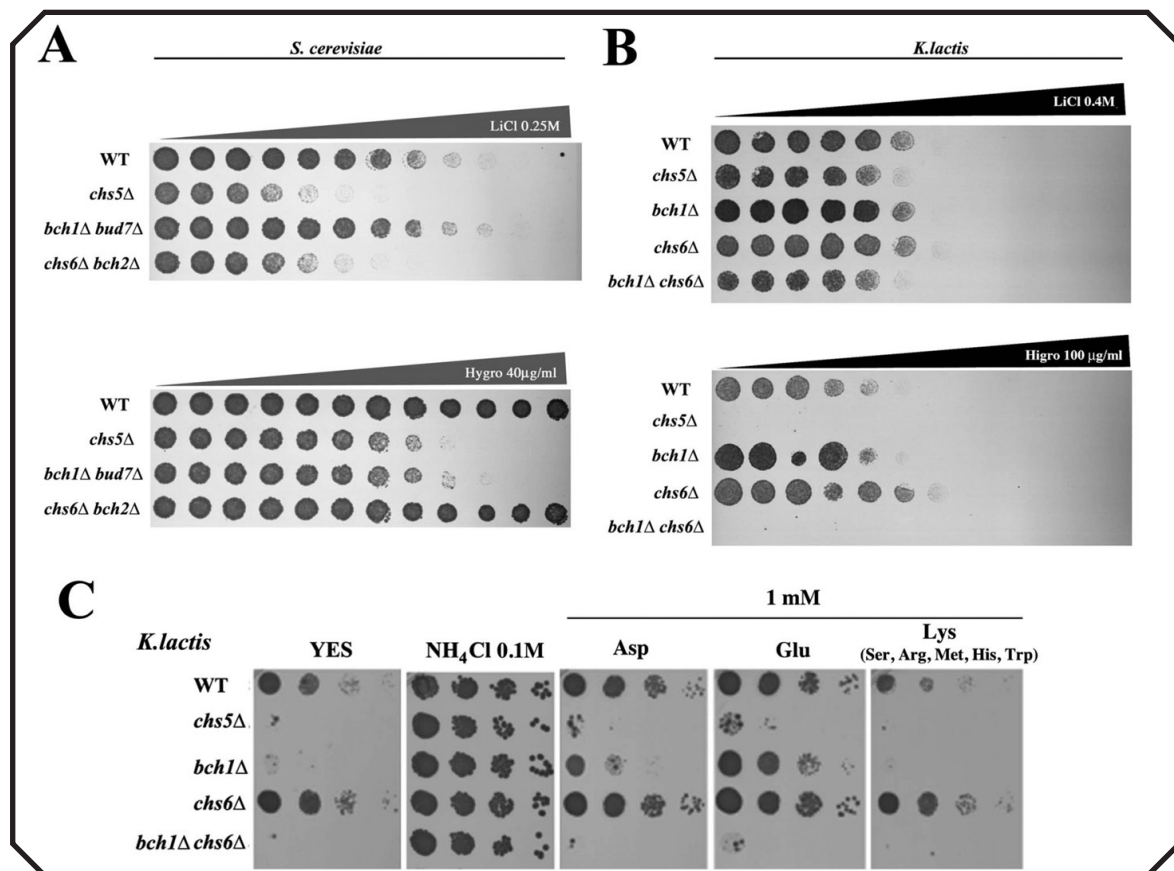 A
S. cerevisiae
LiCl 0.25M
WT
chs5Δ
bch1Δ bud7Δ
chs6Δ bch2Δ
Hygro 40μg/ml
WT
chs5Δ
bch1Δ bud7Δ
chs6Δ bch2Δ
B
K.lactis
LiCl 0.4M
WT
chs5Δ
bch1Δ
chs6Δ
bch1Δ chs6Δ
Higro 100 μg/ml
WT
chs5Δ
bch1Δ
chs6Δ
bch1Δ chs6Δ
C
1 mM
K.lactis
YES
NH4Cl 0.1M
Asp
Glu
Lys
(Ser, Arg, Met, His, Trp)
WT
chs5Δ
bch1Δ
chs6Δ
bch1Δ chs6Δ